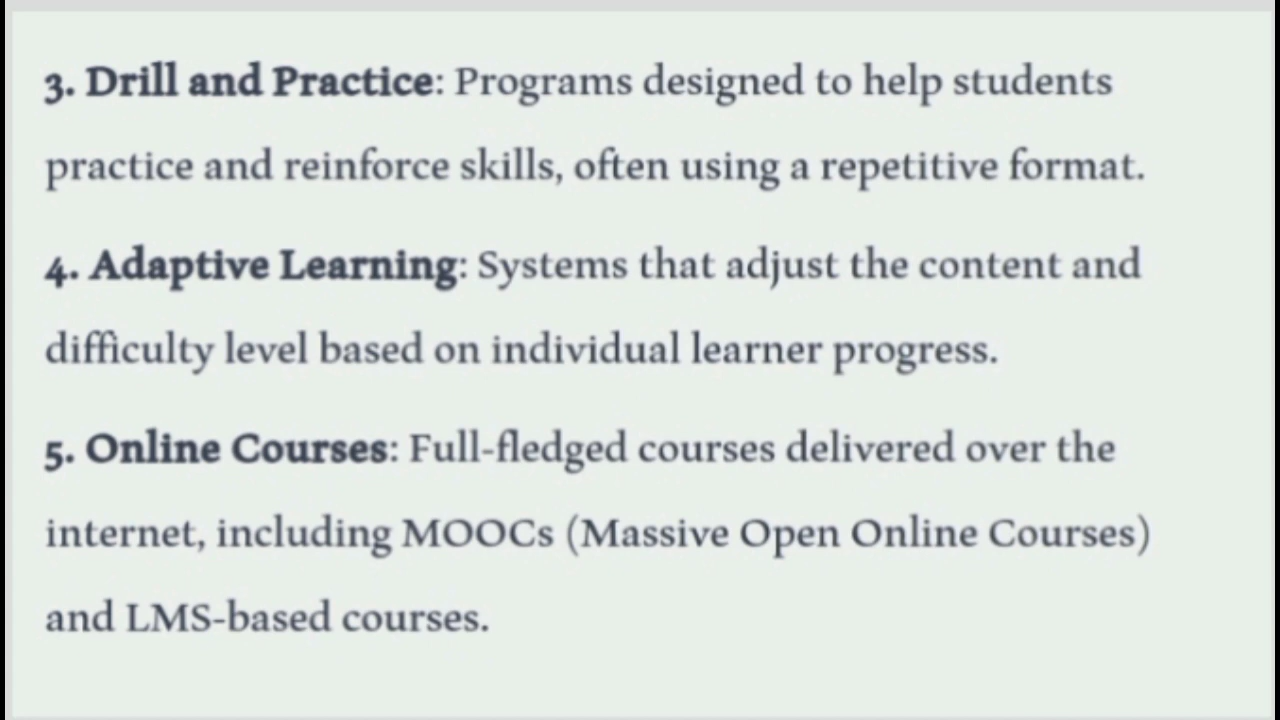 3. Drill and Practice: Programs designed to help students
practice and reinforce skills, often using a repetitive format.
4. Adaptive Learning: Systems that adjust the content and
difficulty level based on individual learner progress.
5. Online Courses: Full-fledged courses delivered over the
internet, including MOOCs (Massive Open Online Courses)
and LMS-based courses.